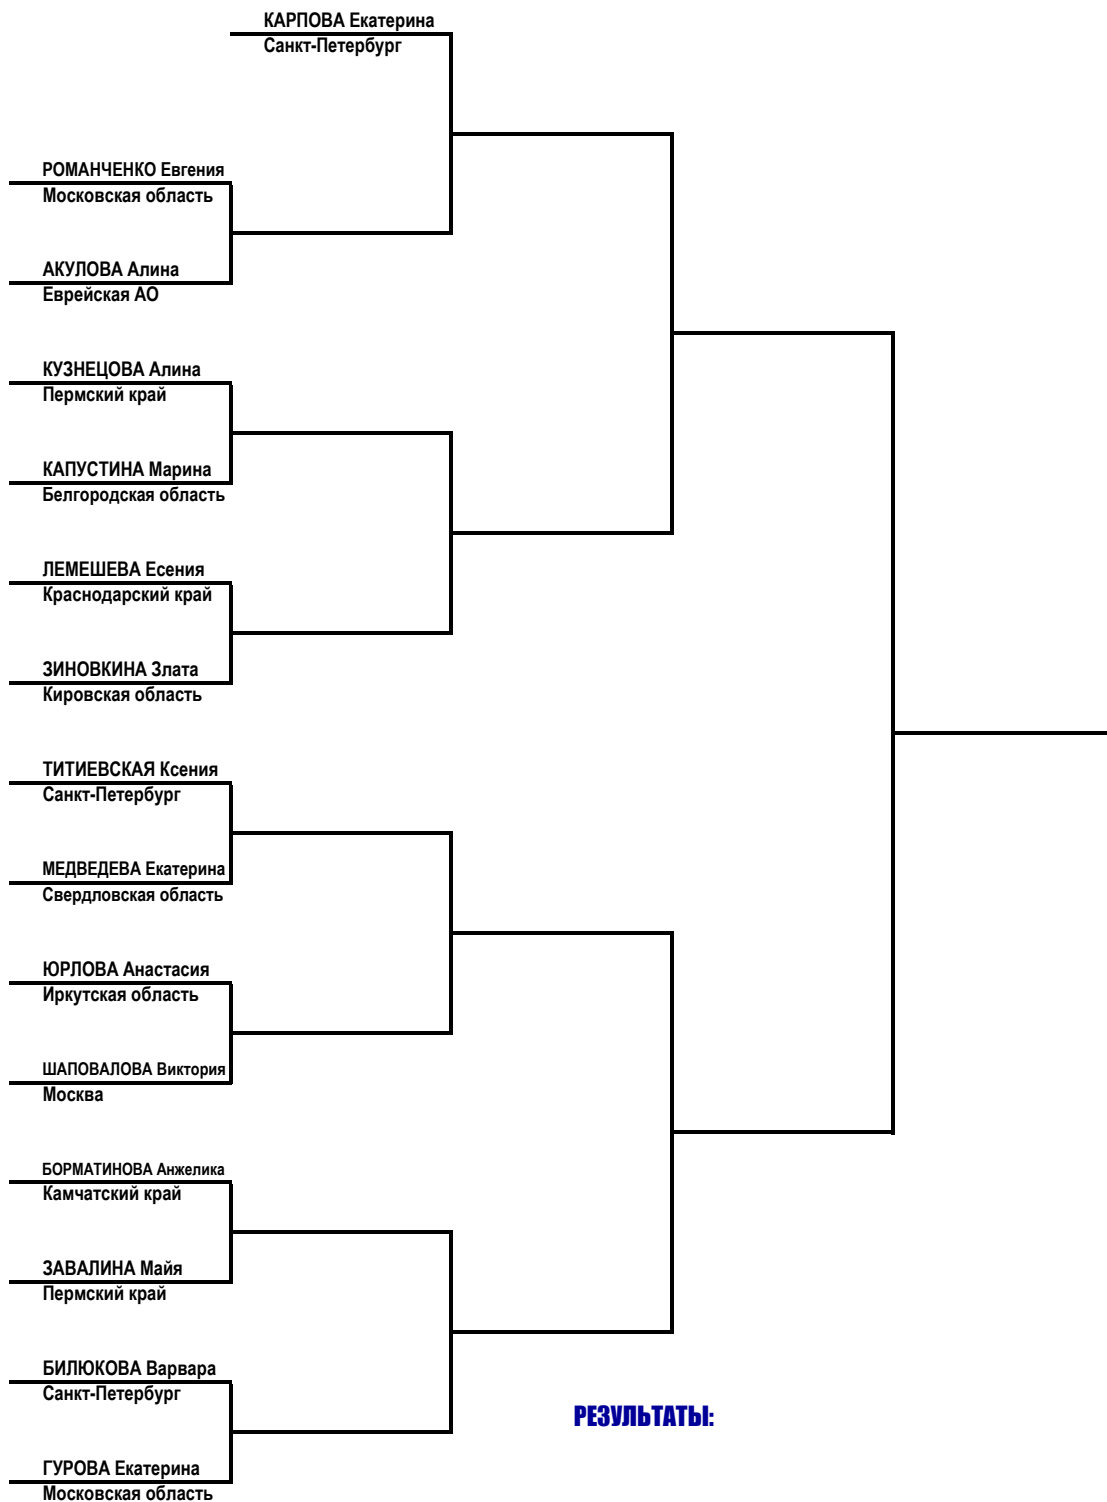 КАРПОВА Екатерина
Санкт-Петербург
РОМАНЧЕНКО Евгения
Московская область
АКУЛОВА Алина
Еврейская АО
КУЗНЕЦОВА Алина
Пермский край
КАПУСТИНА Марина
Белгородская область
ЛЕМЕШЕВА Есения
Краснодарский край
ЗИНОВКИНА Злата
Кировская область
ТИТИЕВСКАЯ Ксения
Санкт-Петербург
МЕДВЕДЕВА Екатерина
Свердловская область
ЮРЛОВА Анастасия
Иркутская область
ШАПОВАЛОВА Виктория
Москва
БОРМАТИНОВА Анжелика
Камчатский край
ЗАВАЛИНА Майя
Пермский край
БИЛЮКОВА Варвара
Санкт-Петербург
РЕЗУЛЬТАТЫ:
ГУРОВА Екатерина
Московская область